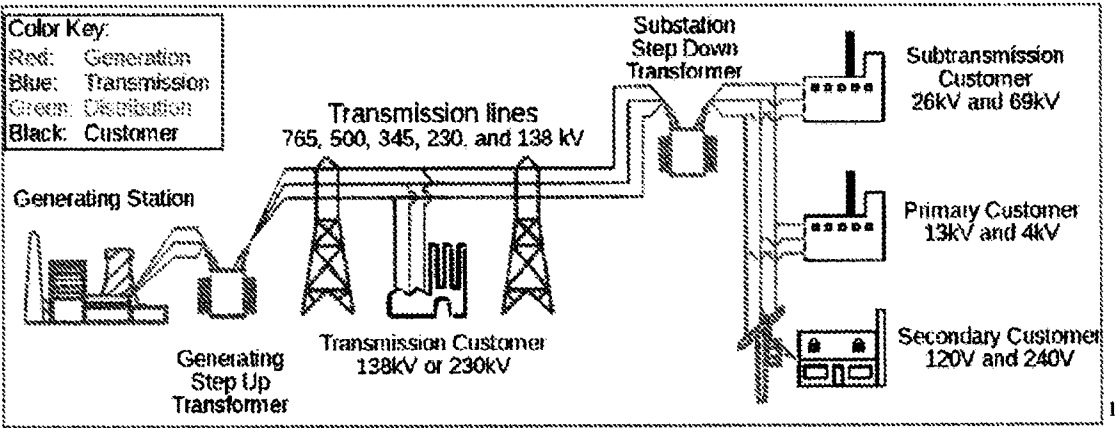 Color Key:
Red: Generation
Blue: Transmission
Green: Distribution
Black: Customer
Generating Station
Generating
Step Up
Transformer
Transmission lines
765, 500, 345, 230, and 138 kV
Transmission Customer
138kV or 230kV
Substation
Step Down
Transformer
Subtransmission
Customer
26kV and 69kV
Primary Customer
13kV and 4kV
Secondary Customer
120V and 240V
1